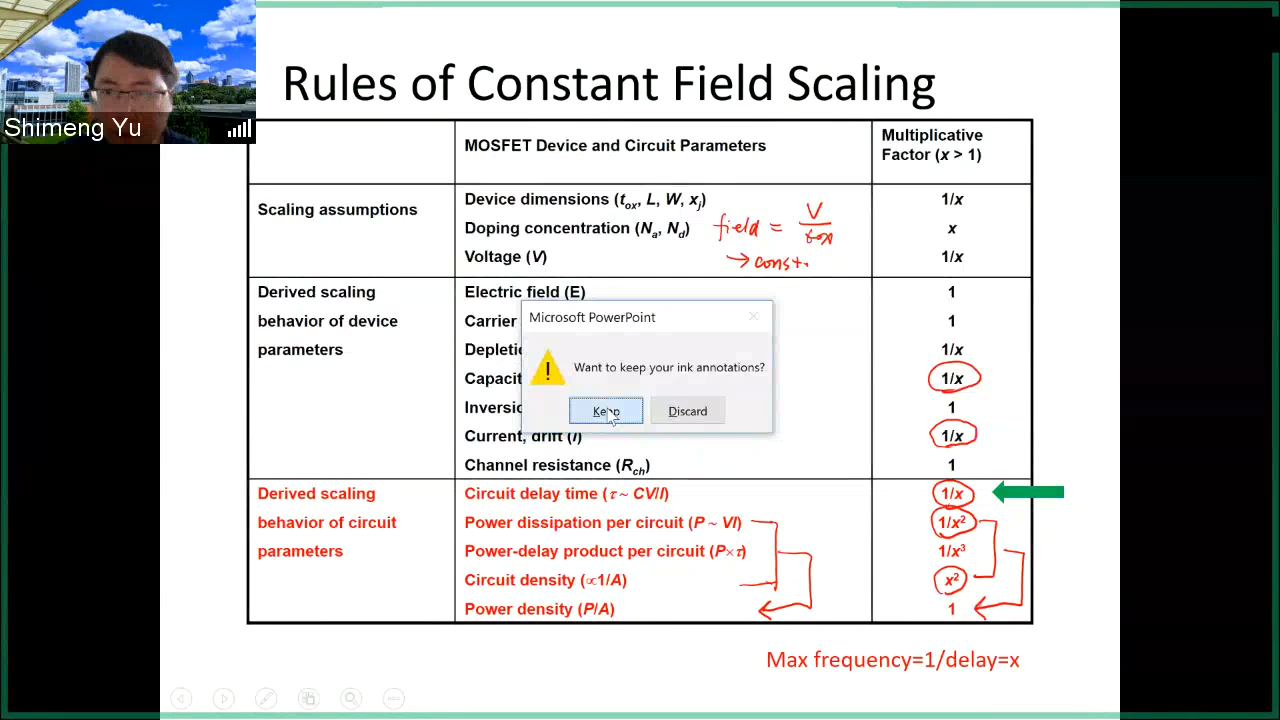 Shimeng Yu
Rules of Constant Field Scaling
MOSFET Device and Circuit Parameters
Multiplicative
Factor (x > 1)
Scaling assumptions
Device dimensions (tox, L, W, xj) 1/x
Doping concentration (Na, Nd) x
Voltage (V) 1/x
field = V/tox
→ const.
Derived scaling
behavior of device
parameters
Electric field (E) 1
Carrier 1
1/x
1/x
1
Current, drift (I) 1/x
Channel resistance (Rch) 1
Microsoft PowerPoint
Want to keep your ink annotations?
Keep
Discard
Derived scaling
behavior of circuit
parameters
Circuit delay time (τ ~ CV/I) 1/x
Power dissipation per circuit (P ~ VI) 1/x²
Power-delay product per circuit (P×τ) 1/x³
Circuit density (∝1/A) x²
Power density (P/A) 1
Max frequency=1/delay=x